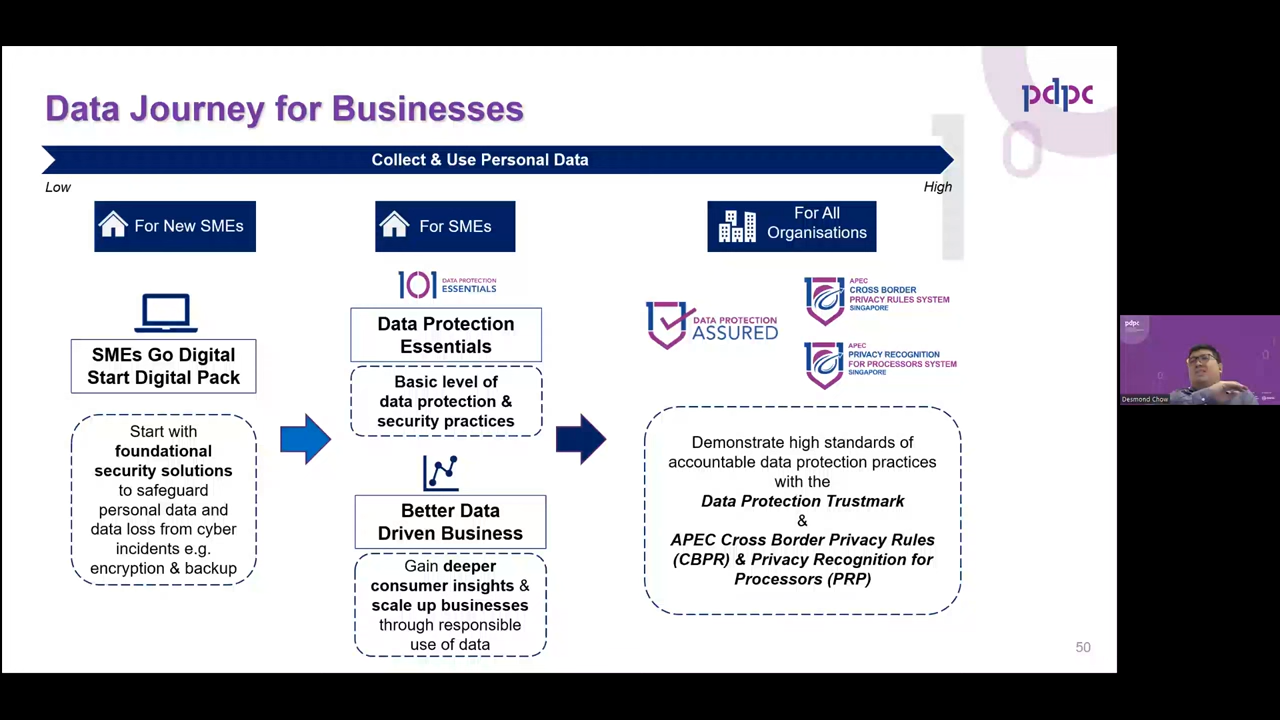 Data Journey for Businesses
pdpc
Collect & Use Personal Data
Low
High
For New SMEs
SMEs Go Digital
Start Digital Pack
Start with
foundational
security solutions
to safeguard
personal data and
data loss from cyber
incidents e.g.
encryption & backup
For SMEs
101 DATA PROTECTION
ESSENTIALS
Data Protection
Essentials
Basic level of
data protection &
security practices
Better Data
Driven Business
Gain deeper
consumer insights &
scale up businesses
through responsible
use of data
For All
Organisations
DATA PROTECTION
ASSURED
APEC
CROSS BORDER
PRIVACY RULES SYSTEM
SINGAPORE
APEC
PRIVACY RECOGNITION
FOR PROCESSORS SYSTEM
SINGAPORE
Demonstrate high standards of
accountable data protection practices
with the
Data Protection Trustmark
&
APEC Cross Border Privacy Rules
(CBPR) & Privacy Recognition for
Processors (PRP)
50
pdpc
Desmond Chow